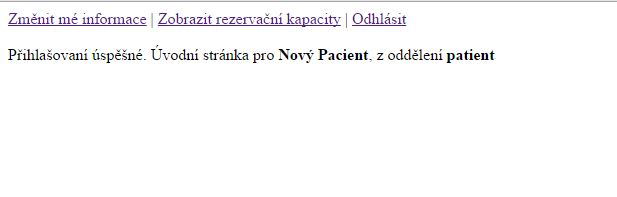 Změnit mé informace | Zobrazit rezervační kapacity | Odhlásit
Přihlašovaní úspěšné. Úvodní stránka pro Nový Pacient, z oddělení patient